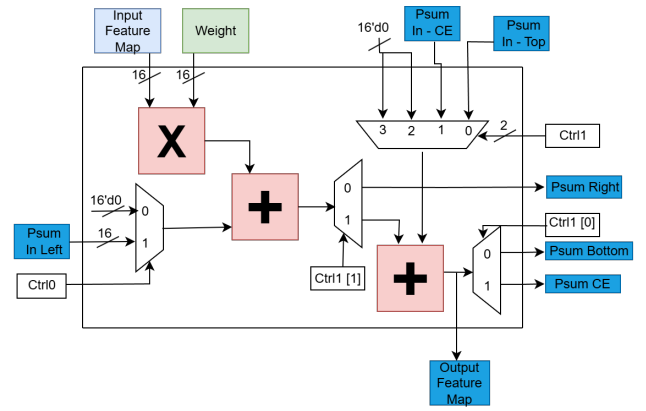 Input
Feature
Map
Weight
16'd0
Psum
In - CE
Psum
In - Top
16
16
3
2
1
0
2
Ctrl1
X
16'd0
0
+
0
Psum Right
Psum
In Left
16
1
1
Ctrl1 [0]
Ctrl0
Ctrl1 [1]
+
0
Psum Bottom
1
Psum CE
Output
Feature
Map